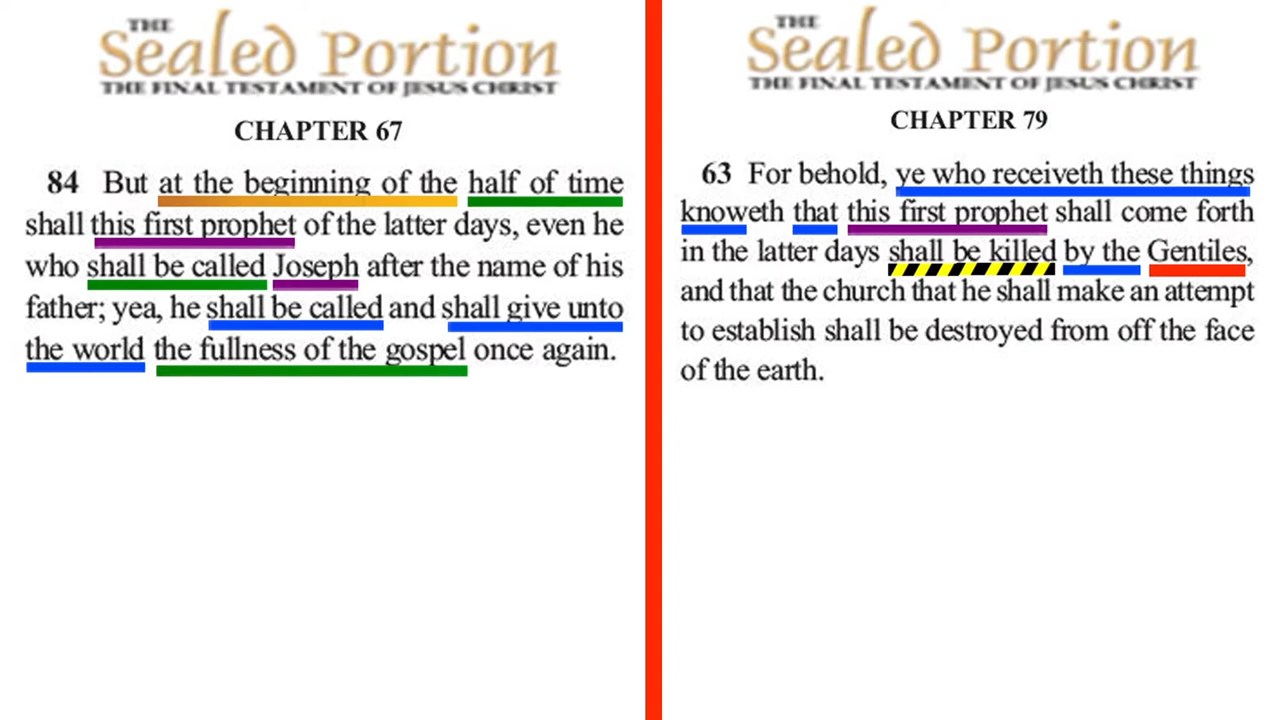 THE
Sealed Portion
THE FINAL TESTAMENT OF JESUS CHRIST
CHAPTER 67
84 But at the beginning of the half of time
shall this first prophet of the latter days, even he
who shall be called Joseph after the name of his
father; yea, he shall be called and shall give unto
the world the fullness of the gospel once again.
THE
Sealed Portion
THE FINAL TESTAMENT OF JESUS CHRIST
CHAPTER 79
63 For behold, ye who receiveth these things
knoweth that this first prophet shall come forth
in the latter days shall be killed by the Gentiles,
and that the church that he shall make an attempt
to establish shall be destroyed from off the face
of the earth.